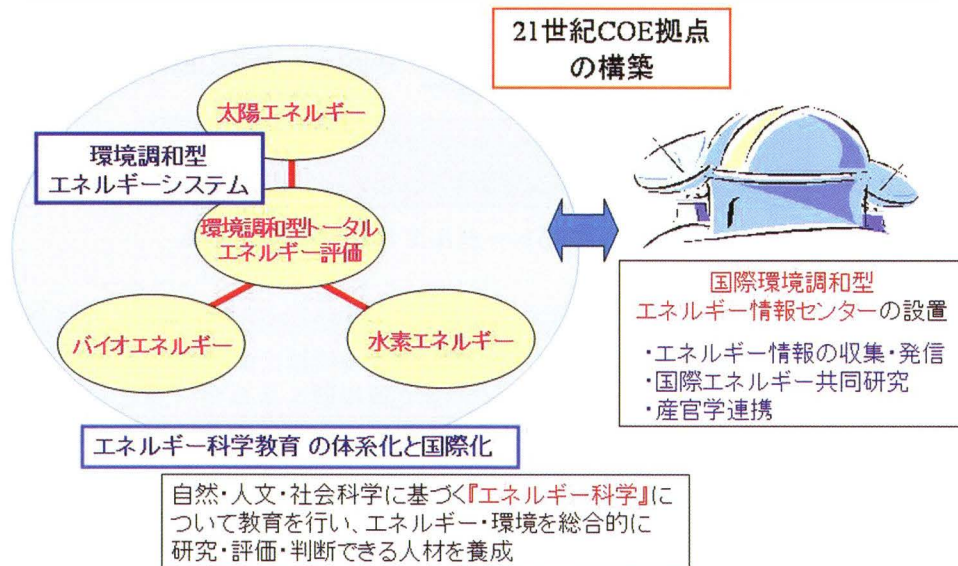 21世紀COE拠点
の構築
太陽エネルギー
環境調和型
エネルギーシステム
環境調和型トータル
エネルギー評価
バイオエネルギー
水素エネルギー
国際環境調和型
エネルギー情報センターの設置
・エネルギー情報の収集・発信
・国際エネルギー共同研究
・産官学連携
エネルギー科学教育 の体系化と国際化
自然・人文・社会科学に基づく『エネルギー科学』に
ついて教育を行い、エネルギー・環境を総合的に
研究・評価・判断できる人材を養成